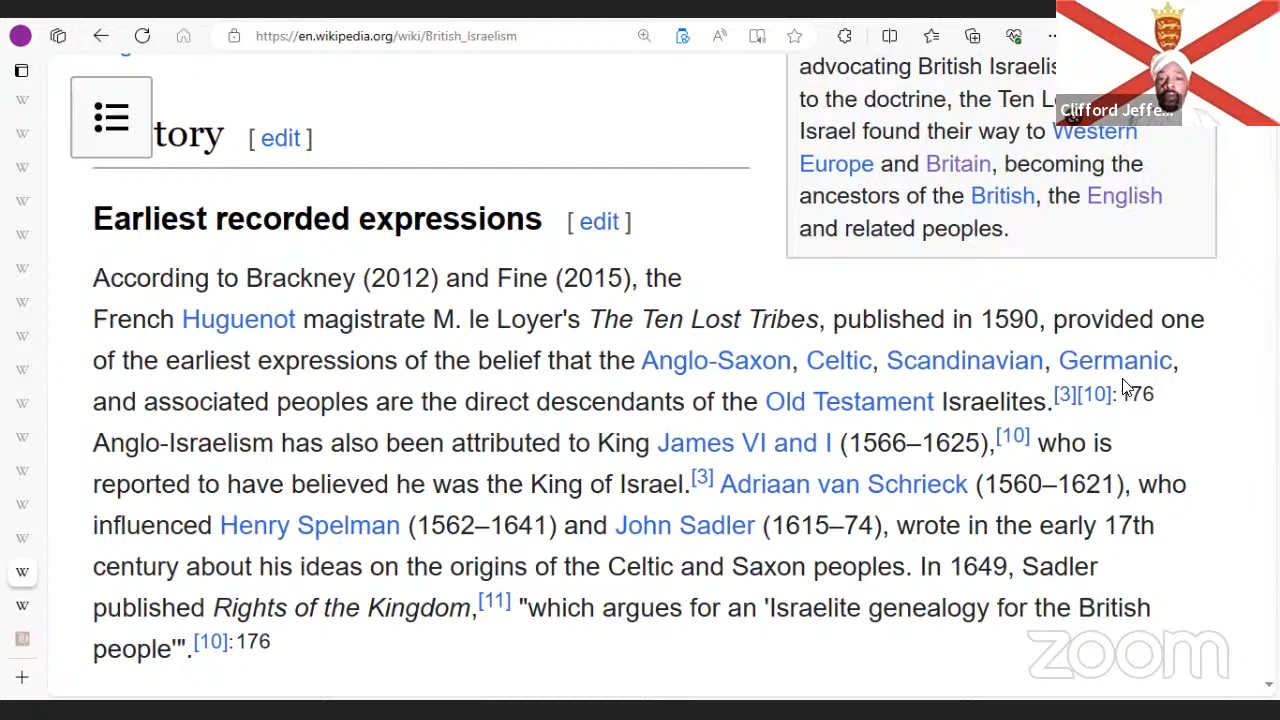 https://en.wikipedia.org/wiki/British_Israelism
advocating British
to the doctrine, the Ten
Israel found their way to Western
Europe and Britain, becoming the
ancestors of the British, the English
and related peoples.
Clifford Jeffe...
tory [ edit ]
Earliest recorded expressions [ edit ]
According to Brackney (2012) and Fine (2015), the
French Huguenot magistrate M. le Loyer's The Ten Lost Tribes, published in 1590, provided one
of the earliest expressions of the belief that the Anglo-Saxon, Celtic, Scandinavian, Germanic,
and associated peoples are the direct descendants of the Old Testament Israelites.[3][10]: 176
Anglo-Israelism has also been attributed to King James VI and I (1566–1625),[10] who is
reported to have believed he was the King of Israel.[3] Adriaan van Schrieck (1560–1621), who
influenced Henry Spelman (1562–1641) and John Sadler (1615–74), wrote in the early 17th
century about his ideas on the origins of the Celtic and Saxon peoples. In 1649, Sadler
published Rights of the Kingdom,[11] "which argues for an 'Israelite genealogy for the British
people'".[10]: 176
zoom